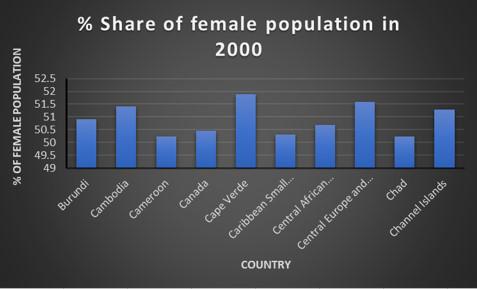 % Share of female population in
2000
% OF FEMALE POPULATION
52.5
52
51.5
51
50.5
50
49.5
49
Burundi
Cambodia
Cameroon
Canada
Cape Verde
Caribbean Small...
Central African...
Central Europe and...
Chad
Channel Islands
COUNTRY